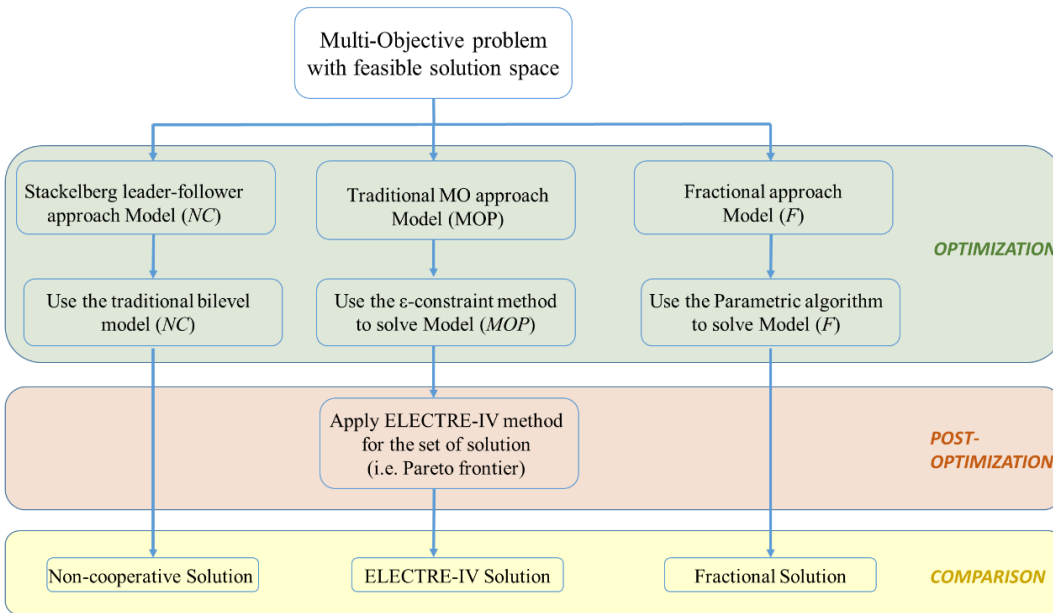 Multi-Objective problem
with feasible solution space
Stackelberg leader-follower
approach Model (NC)
Traditional MO approach
Model (MOP)
Fractional approach
Model (F)
OPTIMIZATION
Use the traditional bilevel
model (NC)
Use the ε-constraint method
to solve Model (MOP)
Use the Parametric algorithm
to solve Model (F)
Apply ELECTRE-IV method
for the set of solution
(i.e. Pareto frontier)
POST-
OPTIMIZATION
Non-cooperative Solution
ELECTRE-IV Solution
Fractional Solution
COMPARISON